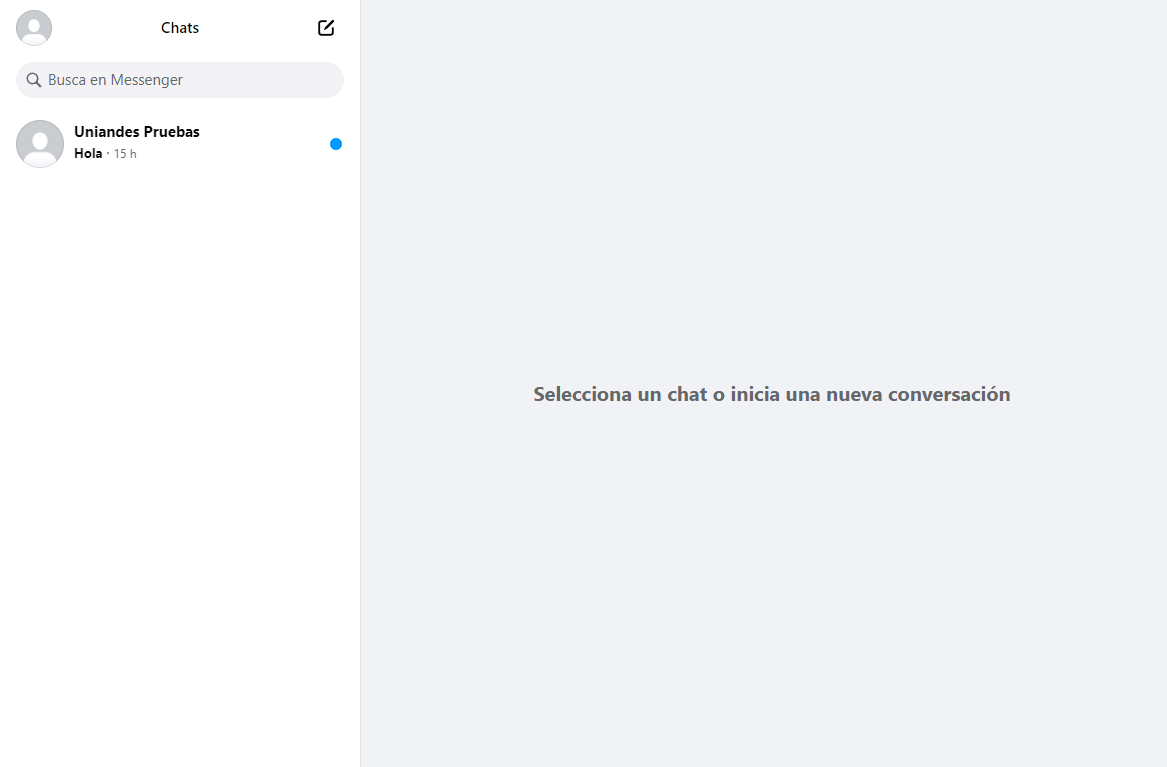 Chats
Busca en Messenger
Uniandes Pruebas
Hola · 15 h
Selecciona un chat o inicia una nueva conversación